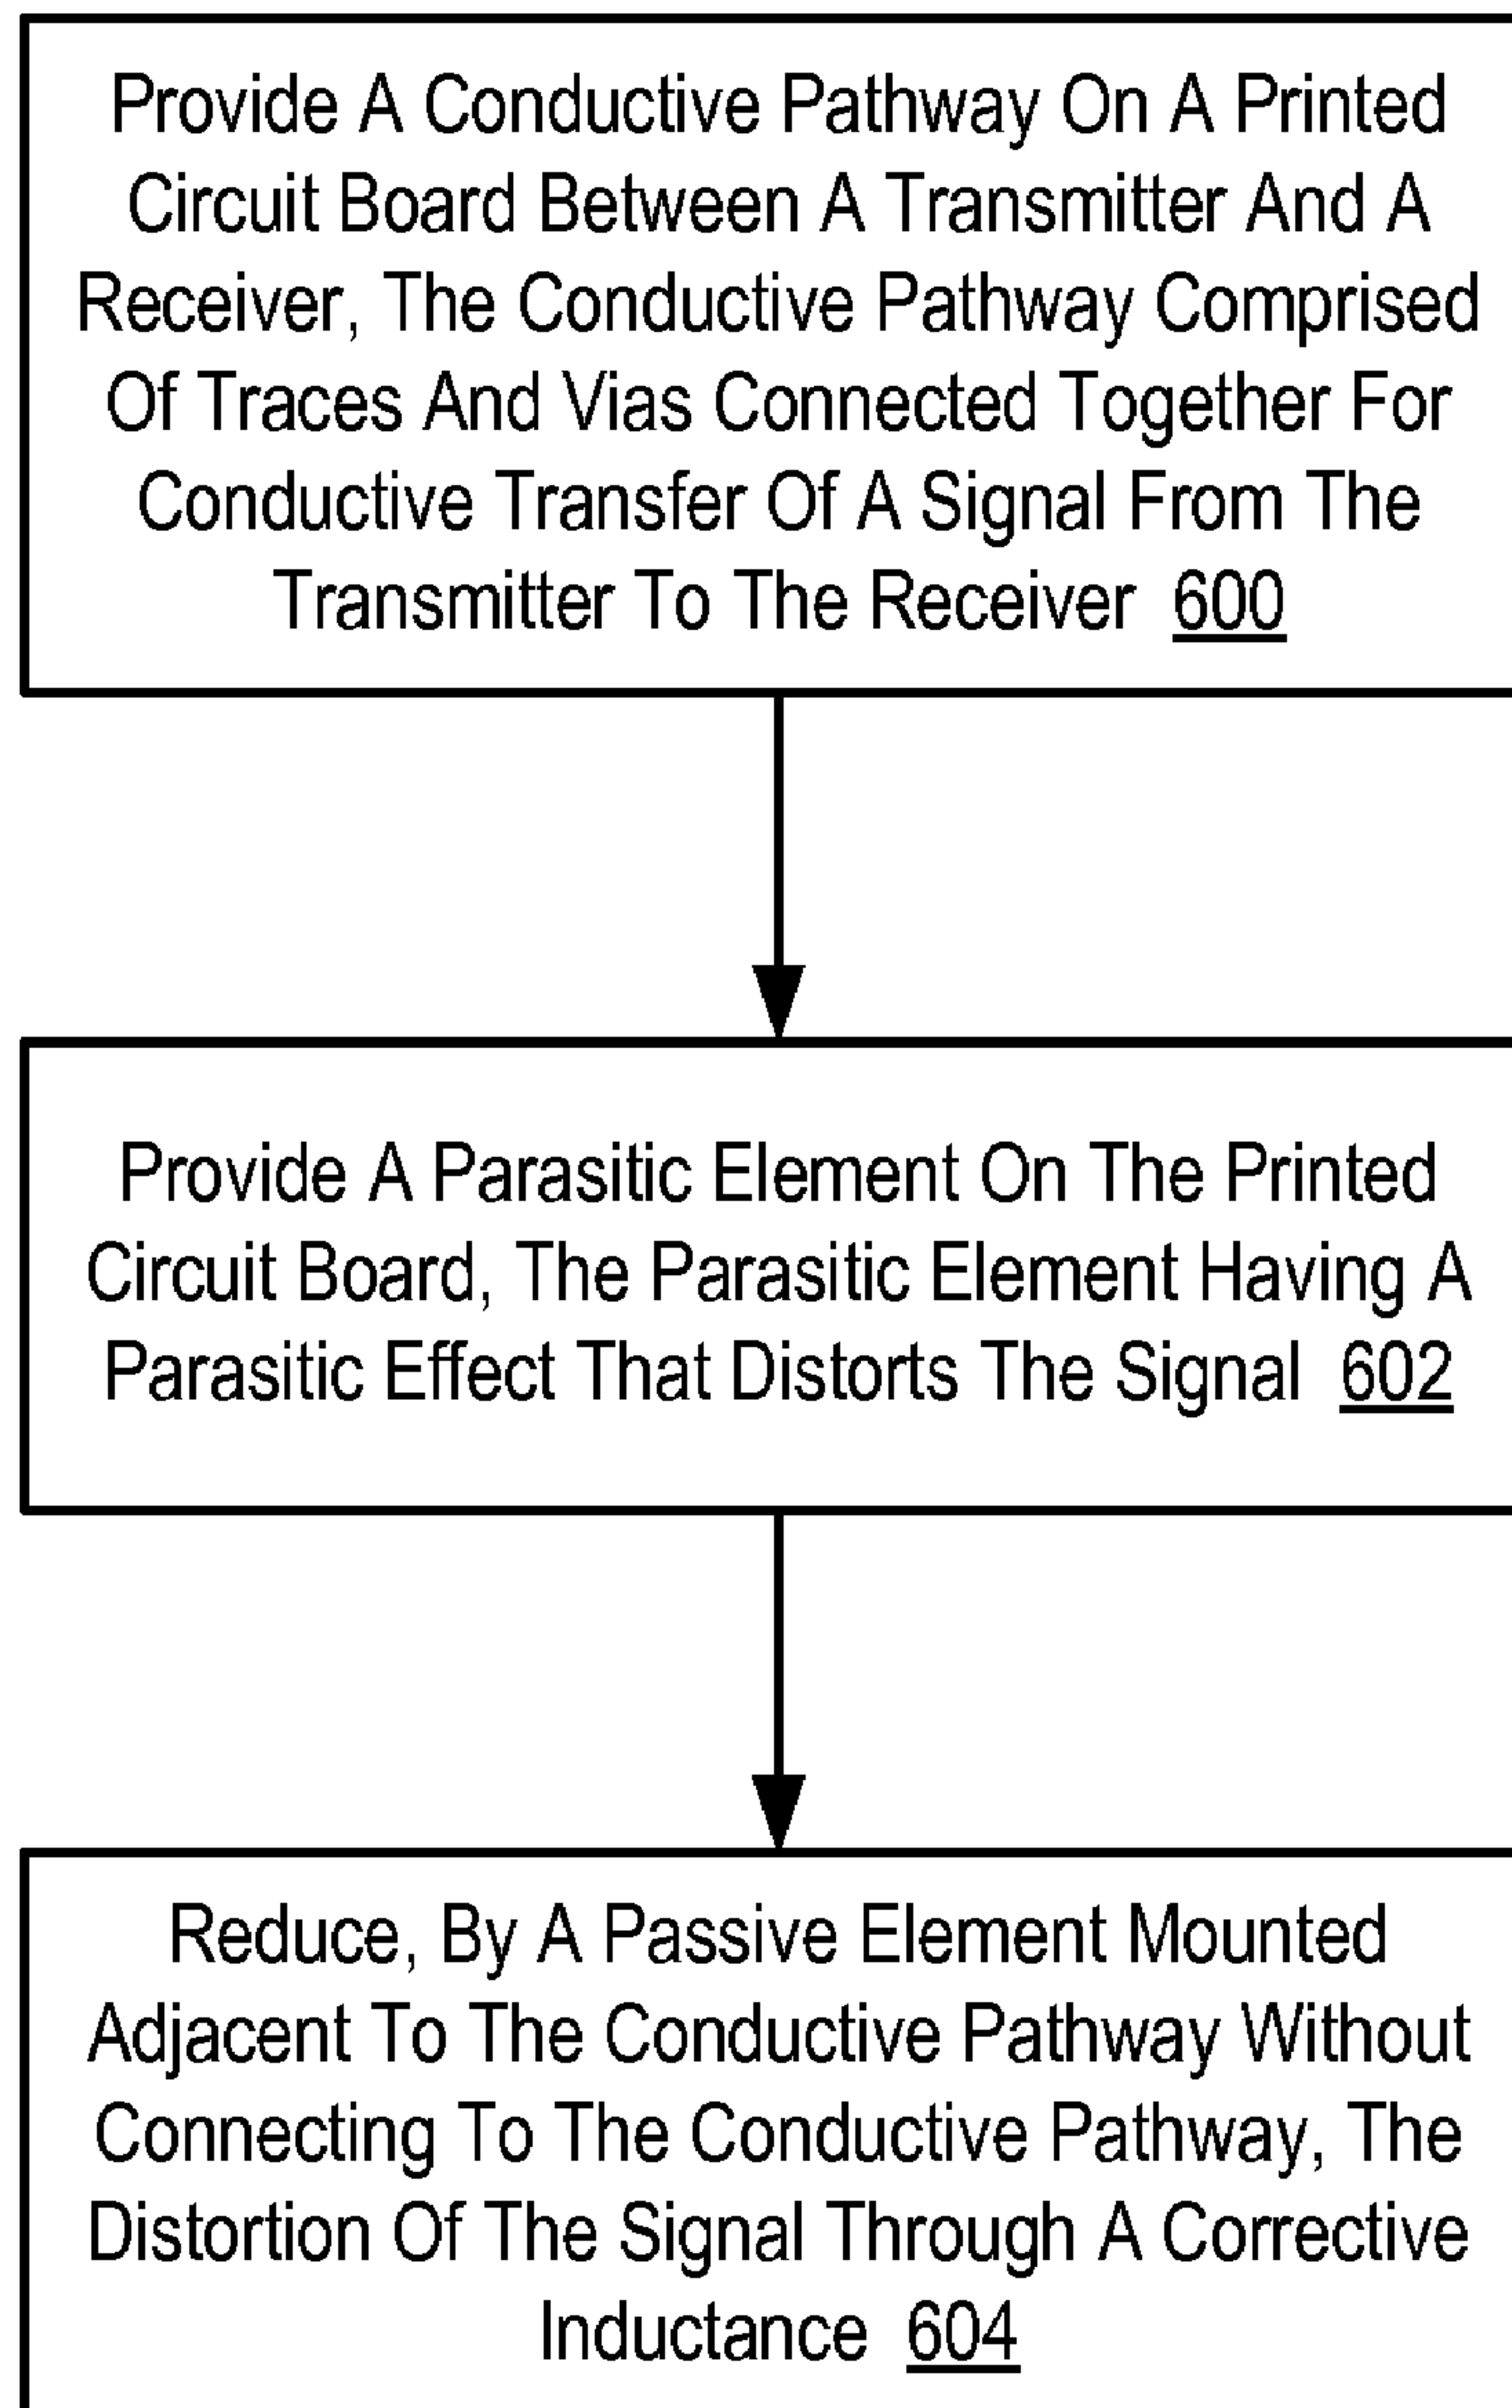 Provide A Conductive Pathway On A Printed
Circuit Board Between A Transmitter And A
Receiver, The Conductive Pathway Comprised
Of Traces And Vias Connected Together For
Conductive Transfer Of A Signal From The
Transmitter To The Receiver 600
Provide A Parasitic Element On The Printed
Circuit Board, The Parasitic Element Having A
Parasitic Effect That Distorts The Signal 602
Reduce, By A Passive Element Mounted
Adjacent To The Conductive Pathway Without
Connecting To The Conductive Pathway, The
Distortion Of The Signal Through A Corrective
Inductance 604